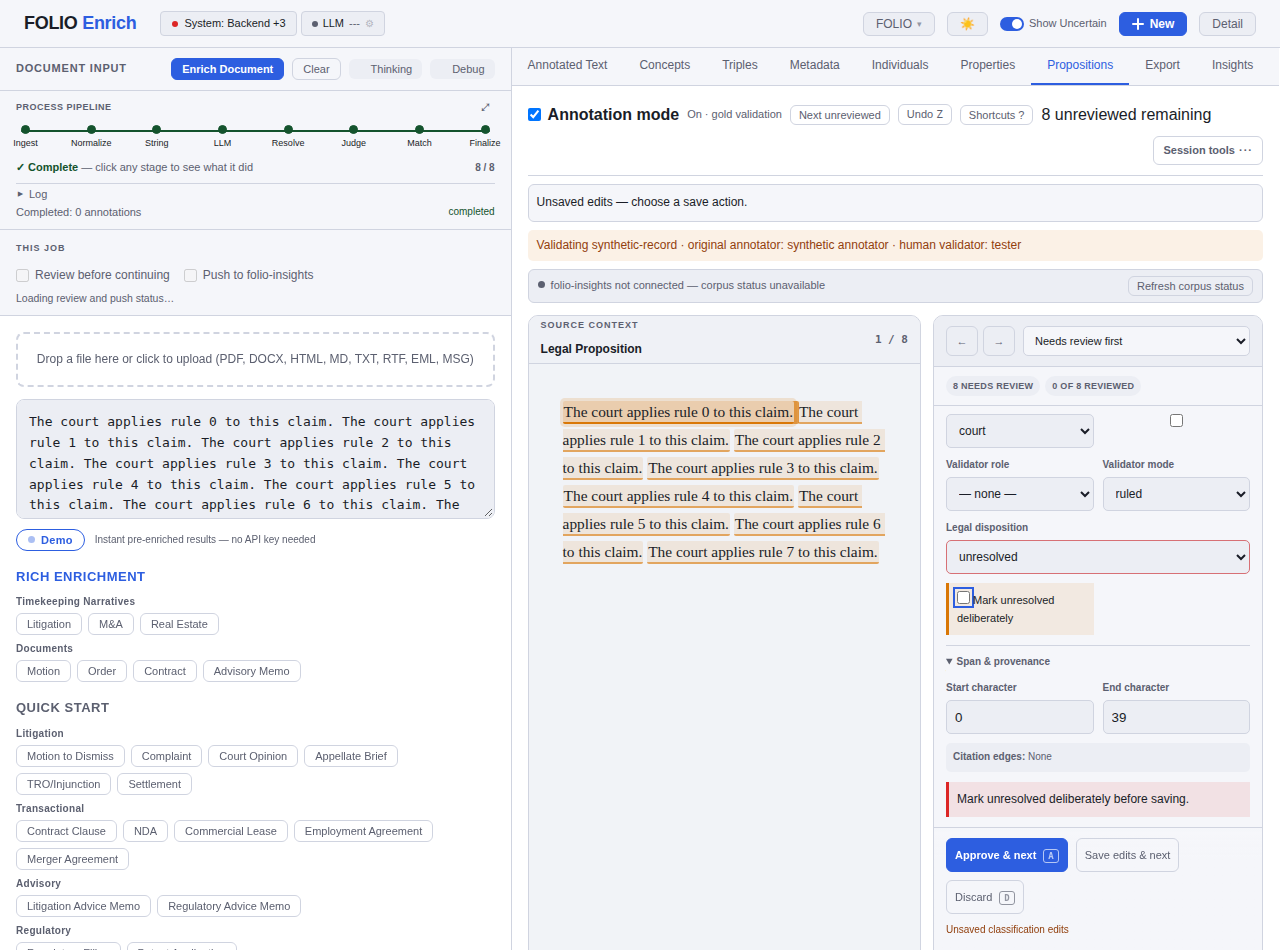 FOLIO Enrich
System: Backend +3
LLM ---
FOLIO
Show Uncertain
New
Detail
DOCUMENT INPUT
Enrich Document
Clear
Thinking
Debug
PROCESS PIPELINE
Ingest
Normalize
String
LLM
Resolve
Judge
Match
Finalize
✓ Complete — click any stage to see what it did
8 / 8
Log
Completed: 0 annotations
completed
THIS JOB
Review before continuing
Push to folio-insights
Loading review and push status…
Drop a file here or click to upload (PDF, DOCX, HTML, MD, TXT, RTF, EML, MSG)
The court applies rule 0 to this claim. The court applies
rule 1 to this claim. The court applies rule 2 to this
claim. The court applies rule 3 to this claim. The court
applies rule 4 to this claim. The court applies rule 5 to
this claim. The court applies rule 6 to this claim. The
Demo
Instant pre-enriched results — no API key needed
RICH ENRICHMENT
Timekeeping Narratives
Litigation
M&A
Real Estate
Documents
Motion
Order
Contract
Advisory Memo
QUICK START
Litigation
Motion to Dismiss
Complaint
Court Opinion
Appellate Brief
TRO/Injunction
Settlement
Transactional
Contract Clause
NDA
Commercial Lease
Employment Agreement
Merger Agreement
Advisory
Litigation Advice Memo
Regulatory Advice Memo
Regulatory
Annotated Text
Concepts
Triples
Metadata
Individuals
Properties
Propositions
Export
Insights
Annotation mode
On · gold validation
Next unreviewed
Undo Z
Shortcuts ?
8 unreviewed remaining
Session tools ···
Unsaved edits — choose a save action.
Validating synthetic-record · original annotator: synthetic annotator · human validator: tester
folio-insights not connected — corpus status unavailable
Refresh corpus status
SOURCE CONTEXT
Legal Proposition
1 / 8
The court applies rule 0 to this claim. The court
applies rule 1 to this claim. The court applies rule 2
to this claim. The court applies rule 3 to this claim.
The court applies rule 4 to this claim. The court
applies rule 5 to this claim. The court applies rule 6
to this claim. The court applies rule 7 to this claim.
←
→
Needs review first
8 NEEDS REVIEW
0 OF 8 REVIEWED
court
Validator role
Validator mode
— none —
ruled
Legal disposition
unresolved
Mark unresolved
deliberately
Span & provenance
Start character
End character
0
39
Citation edges: None
Mark unresolved deliberately before saving.
Approve & next A
Save edits & next
Discard D
Unsaved classification edits